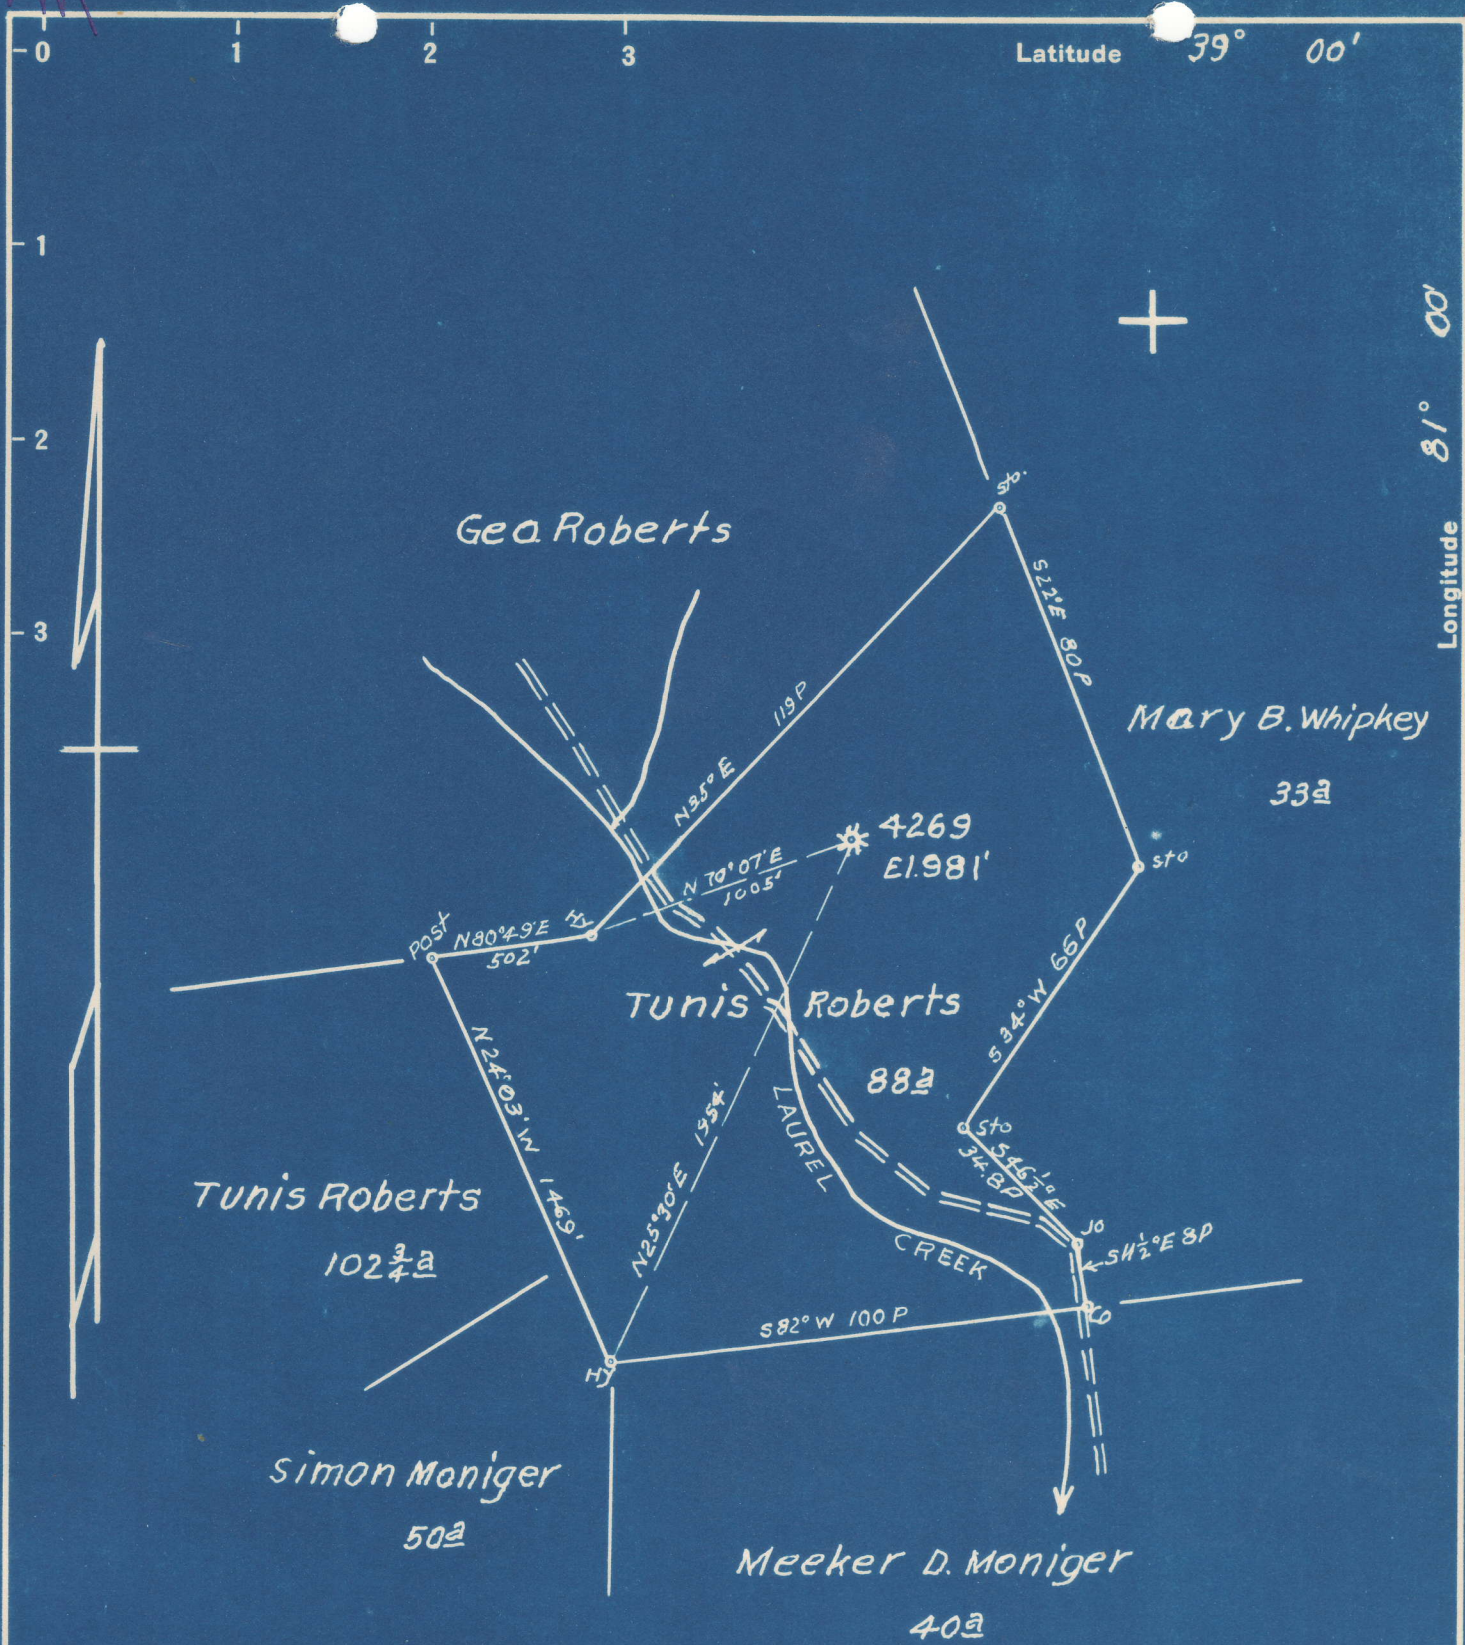 0 1 2 3 Latitude 39° 00'
1
2
3
81° 00'
Longitude
Sto.
Geo Roberts
S22°E 80P
Mary B. Whipkey
33a
119P
N35°E
4269
El. 981'
N70°07'E
1005'
Sto
Post
N80°49'E
502'
Hy
Tunis Roberts
88a
S34°W 66P
N24°03'W 1469'
N25°30'E 1954'
LAUREL
CREEK
Sto
S46½°E
34.8P
JO
Tunis Roberts
102¾a
S82°W 100P
Hy
Simon Moniger
50a
Meeker D. Moniger
40a